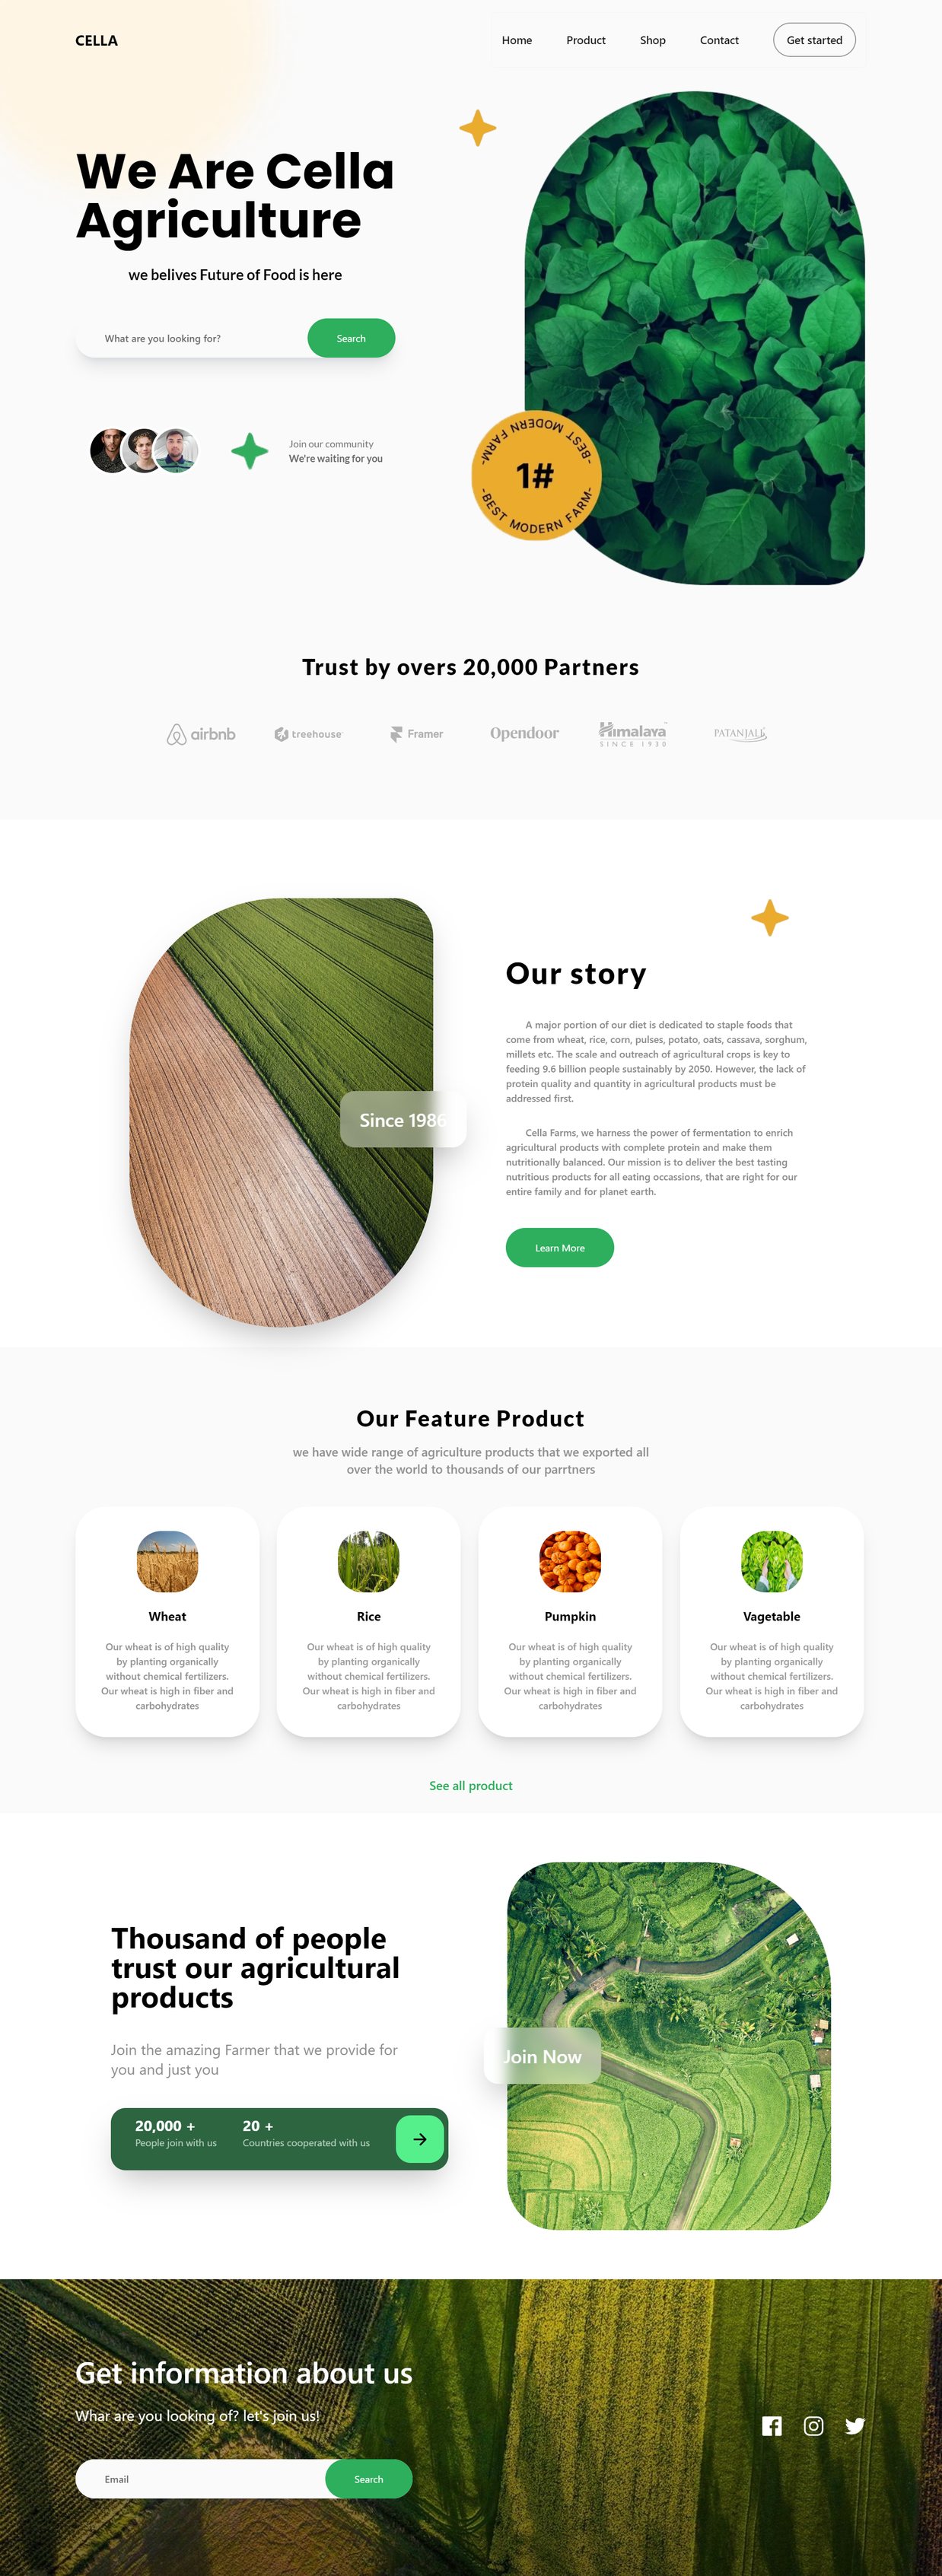 CELLA
Home
Product
Shop
Contact
Get started
We Are Cella
Agriculture
we belives Future of Food is here
What are you looking for?
Search
Join our community
We're waiting for you
-BEST MODERN FARM-
1#
-BEST MODERN FARM-
Trust by overs 20,000 Partners
airbnb
treehouse
Framer
Opendoor
Himalaya
SINCE 1930
PATANJALI
Our story
A major portion of our diet is dedicated to staple foods that
come from wheat, rice, corn, pulses, potato, oats, cassava, sorghum,
millets etc. The scale and outreach of agricultural crops is key to
feeding 9.6 billion people sustainably by 2050. However, the lack of
protein quality and quantity in agricultural products must be
addressed first.
Since 1986
Cella Farms, we harness the power of fermentation to enrich
agricultural products with complete protein and make them
nutritionally balanced. Our mission is to deliver the best tasting
nutritious products for all eating occassions, that are right for our
entire family and for planet earth.
Learn More
Our Feature Product
we have wide range of agriculture products that we exported all
over the world to thousands of our parrtners
Wheat
Our wheat is of high quality
by planting organically
without chemical fertilizers.
Our wheat is high in fiber and
carbohydrates
Rice
Our wheat is of high quality
by planting organically
without chemical fertilizers.
Our wheat is high in fiber and
carbohydrates
Pumpkin
Our wheat is of high quality
by planting organically
without chemical fertilizers.
Our wheat is high in fiber and
carbohydrates
Vagetable
Our wheat is of high quality
by planting organically
without chemical fertilizers.
Our wheat is high in fiber and
carbohydrates
See all product
Thousand of people
trust our agricultural
products
Join the amazing Farmer that we provide for
you and just you
20,000 +
People join with us
20 +
Countries cooperated with us
Join Now
Get information about us
Whar are you looking of? let's join us!
Email
Search